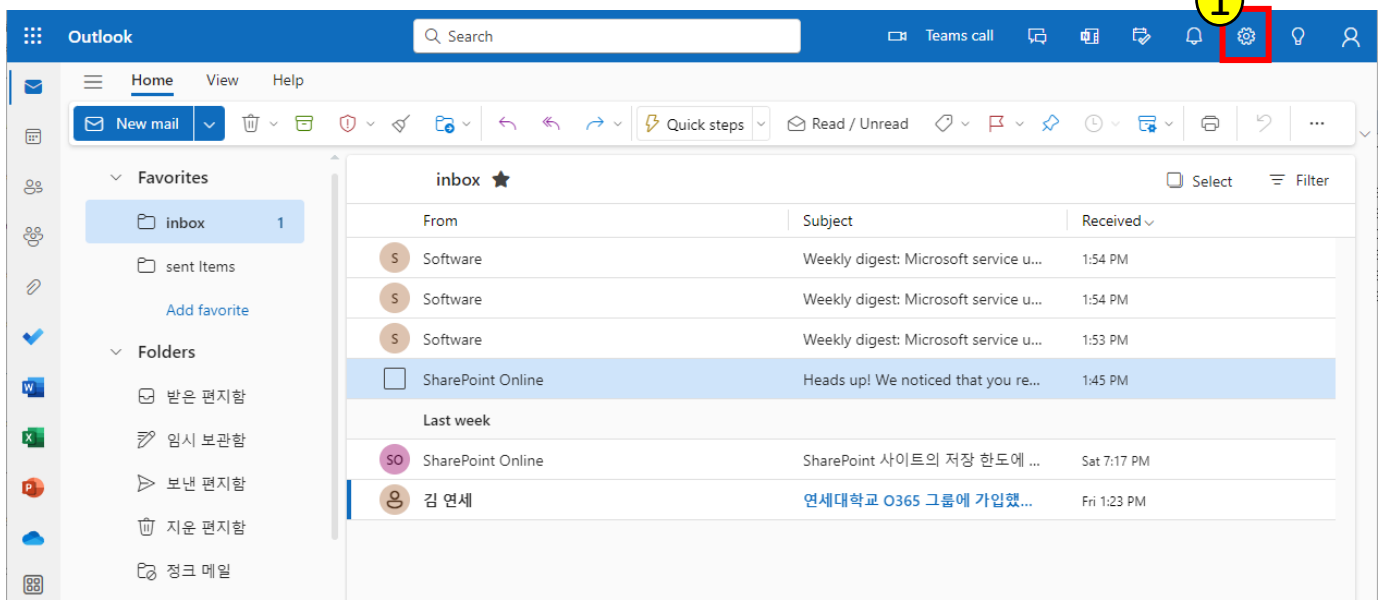 1
Outlook
Search
Teams call
Home View Help
New mail
Quick steps
Read / Unread
Favorites
inbox 1
sent Items
Add favorite
Folders
받은 편지함
임시 보관함
보낸 편지함
지운 편지함
정크 메일
inbox
Select Filter
From Subject Received
S Software Weekly digest: Microsoft service u... 1:54 PM
S Software Weekly digest: Microsoft service u... 1:54 PM
S Software Weekly digest: Microsoft service u... 1:53 PM
SharePoint Online Heads up! We noticed that you re... 1:45 PM
Last week
SO SharePoint Online SharePoint 사이트의 저장 한도에 ... Sat 7:17 PM
김 연세 연세대학교 O365 그룹에 가입했... Fri 1:23 PM
W
X
P